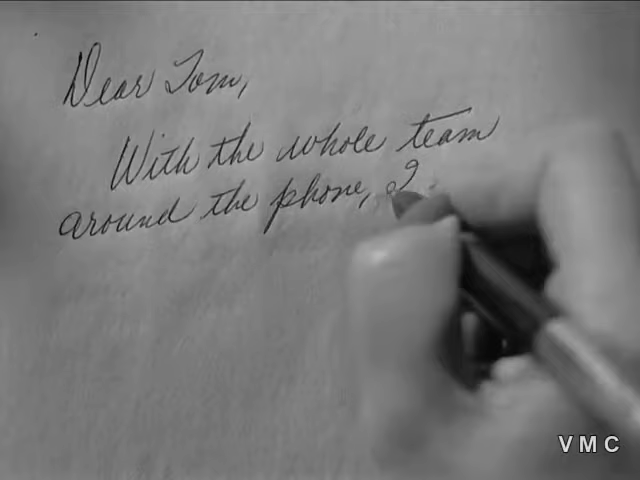 Dear Tom,
With the whole team
around the phone, I
VMC